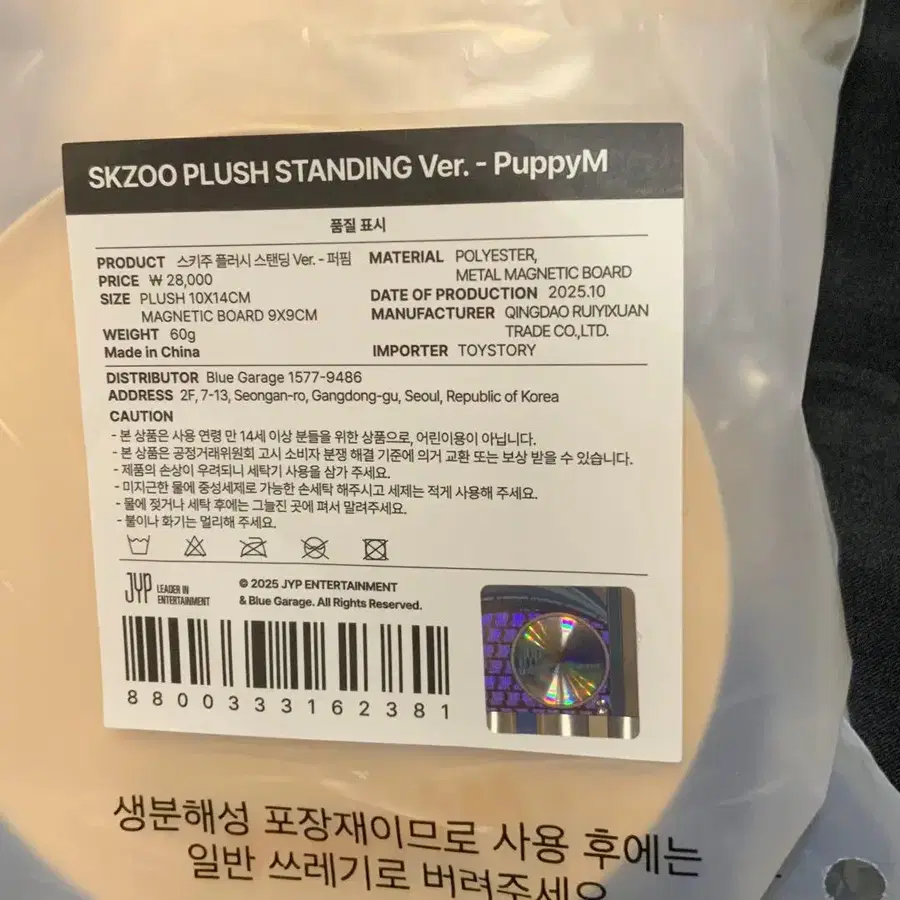 SKZOO PLUSH STANDING Ver. - PuppyM
품질 표시
PRODUCT 스키주 플러시 스탠딩 Ver. - 퍼핌
PRICE ₩ 28,000
SIZE PLUSH 10X14CM
MAGNETIC BOARD 9X9CM
WEIGHT 60g
Made in China
MATERIAL POLYESTER,
METAL MAGNETIC BOARD
DATE OF PRODUCTION 2025.10
MANUFACTURER QINGDAO RUIYIXUAN
TRADE CO.,LTD.
IMPORTER TOYSTORY
DISTRIBUTOR Blue Garage 1577-9486
ADDRESS 2F, 7-13, Seongan-ro, Gangdong-gu, Seoul, Republic of Korea
CAUTION
- 본 상품은 사용 연령 만 14세 이상 분들을 위한 상품으로, 어린이용이 아닙니다.
- 본 상품은 공정거래위원회 고시 소비자 분쟁 해결 기준에 의거 교환 또는 보상 받을 수 있습니다.
- 제품의 손상이 우려되니 세탁기 사용을 삼가 주세요.
- 미지근한 물에 중성세제로 가능한 손세탁 해주시고 세제는 적게 사용해 주세요.
- 물에 젖거나 세탁 후에는 그늘진 곳에 펴서 말려주세요.
- 불이나 화기는 멀리해 주세요.
JYP LEADER IN
ENTERTAINMENT
© 2025 JYP ENTERTAINMENT
& Blue Garage. All Rights Reserved.
8800333162381
생분해성 포장재이므로 사용 후에는
일반 쓰레기로 버려주세요